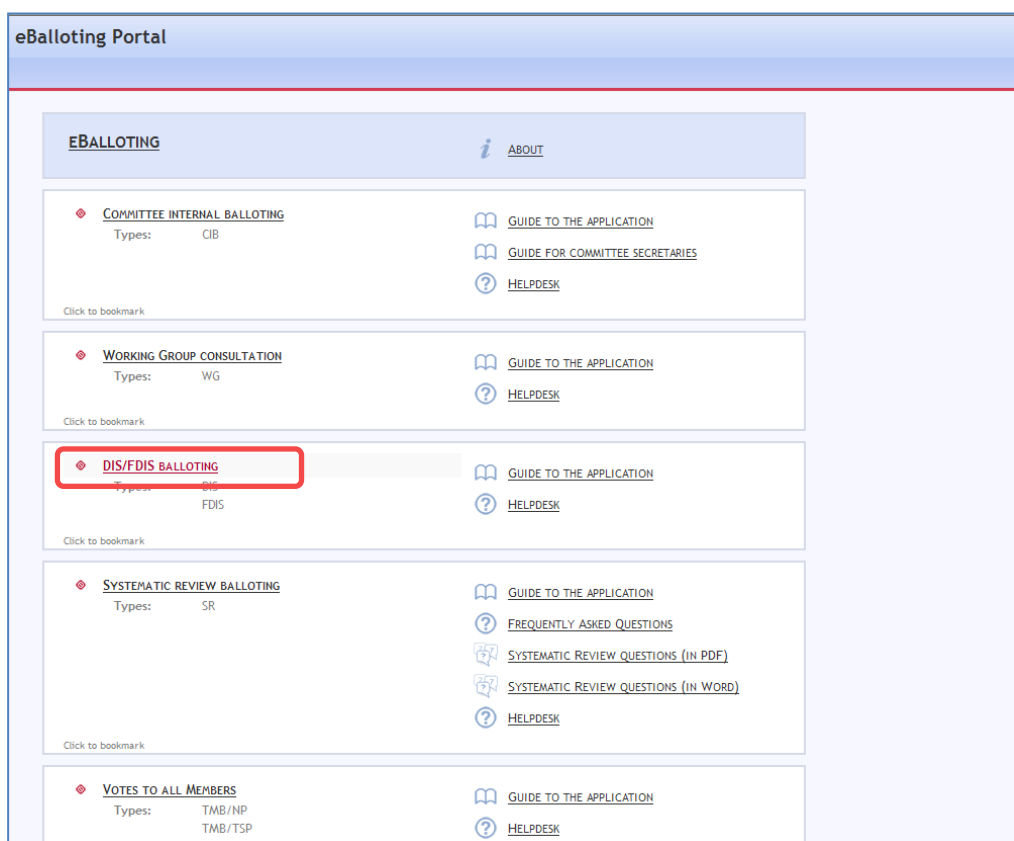 eBalloting Portal
EBALLOTING
ABOUT
COMMITTEE INTERNAL BALLOTING
Types: CIB
GUIDE TO THE APPLICATION
GUIDE FOR COMMITTEE SECRETARIES
HELPDESK
Click to bookmark
WORKING GROUP CONSULTATION
Types: WG
GUIDE TO THE APPLICATION
HELPDESK
Click to bookmark
DIS/FDIS BALLOTING
Types: DIS
FDIS
GUIDE TO THE APPLICATION
HELPDESK
Click to bookmark
SYSTEMATIC REVIEW BALLOTING
Types: SR
GUIDE TO THE APPLICATION
FREQUENTLY ASKED QUESTIONS
SYSTEMATIC REVIEW QUESTIONS (IN PDF)
SYSTEMATIC REVIEW QUESTIONS (IN WORD)
HELPDESK
Click to bookmark
VOTES TO ALL MEMBERS
Types: TMB/NP
TMB/TSP
GUIDE TO THE APPLICATION
HELPDESK